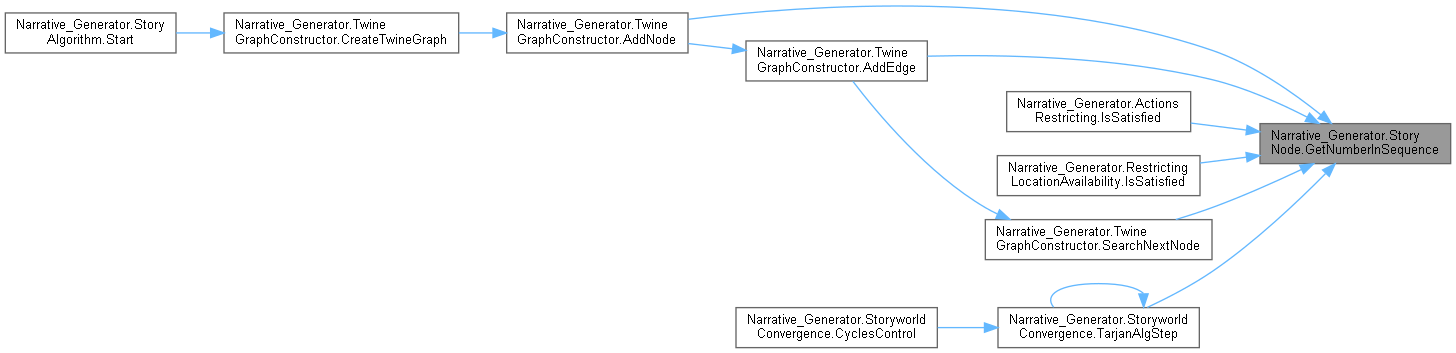 Narrative_Generator.Story
Algorithm.Start
Narrative_Generator.Twine
GraphConstructor.CreateTwineGraph
Narrative_Generator.Twine
GraphConstructor.AddNode
Narrative_Generator.Twine
GraphConstructor.AddEdge
Narrative_Generator.Actions
Restricting.IsSatisfied
Narrative_Generator.Story
Node.GetNumberInSequence
Narrative_Generator.Restricting
LocationAvailability.IsSatisfied
Narrative_Generator.Twine
GraphConstructor.SearchNextNode
Narrative_Generator.Storyworld
Convergence.CyclesControl
Narrative_Generator.Storyworld
Convergence.TarjanAlgStep